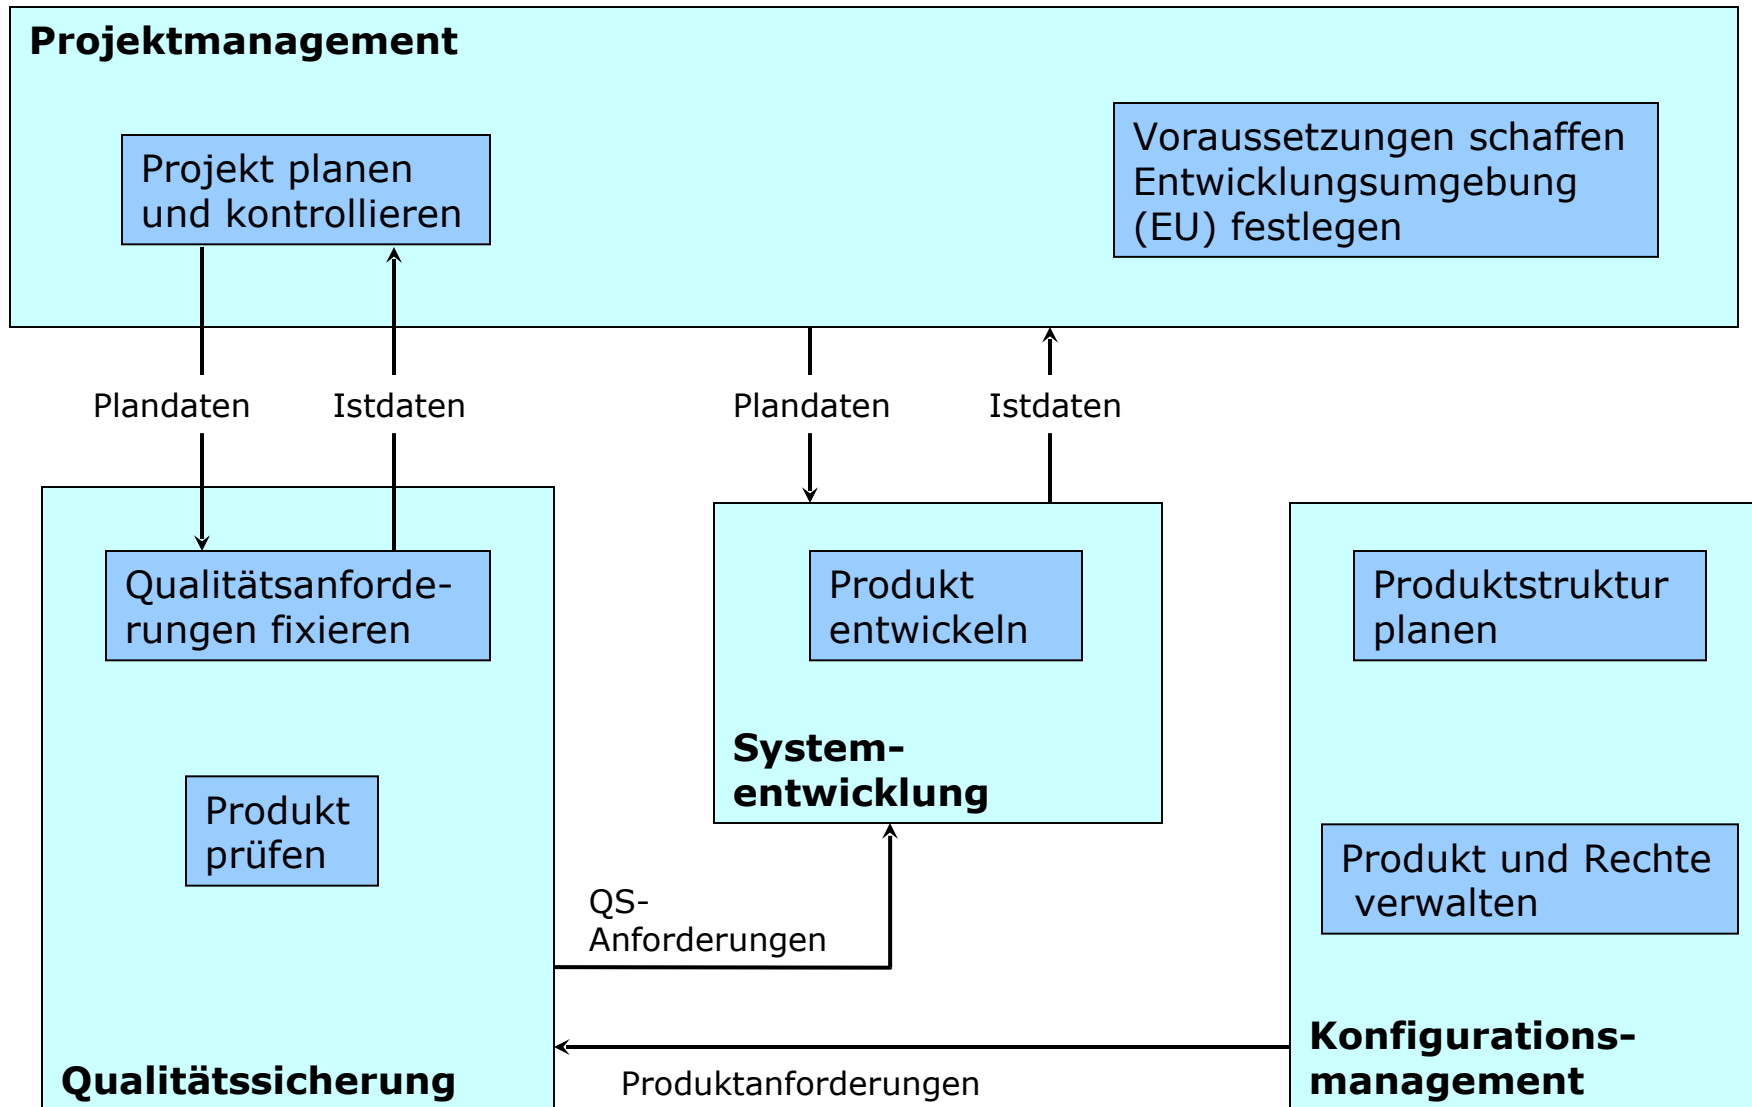 Projektmanagement
Projekt planen
und kontrollieren
Voraussetzungen schaffen
Entwicklungsumgebung
(EU) festlegen
Plandaten
Istdaten
Plandaten
Istdaten
Qualitätsanforde-
rungen fixieren
Produkt
prüfen
Qualitätssicherung
Produkt
entwickeln
System-
entwicklung
QS-
Anforderungen
Produktanforderungen
Produktstruktur
planen
Produkt und Rechte
verwalten
Konfigurations-
management